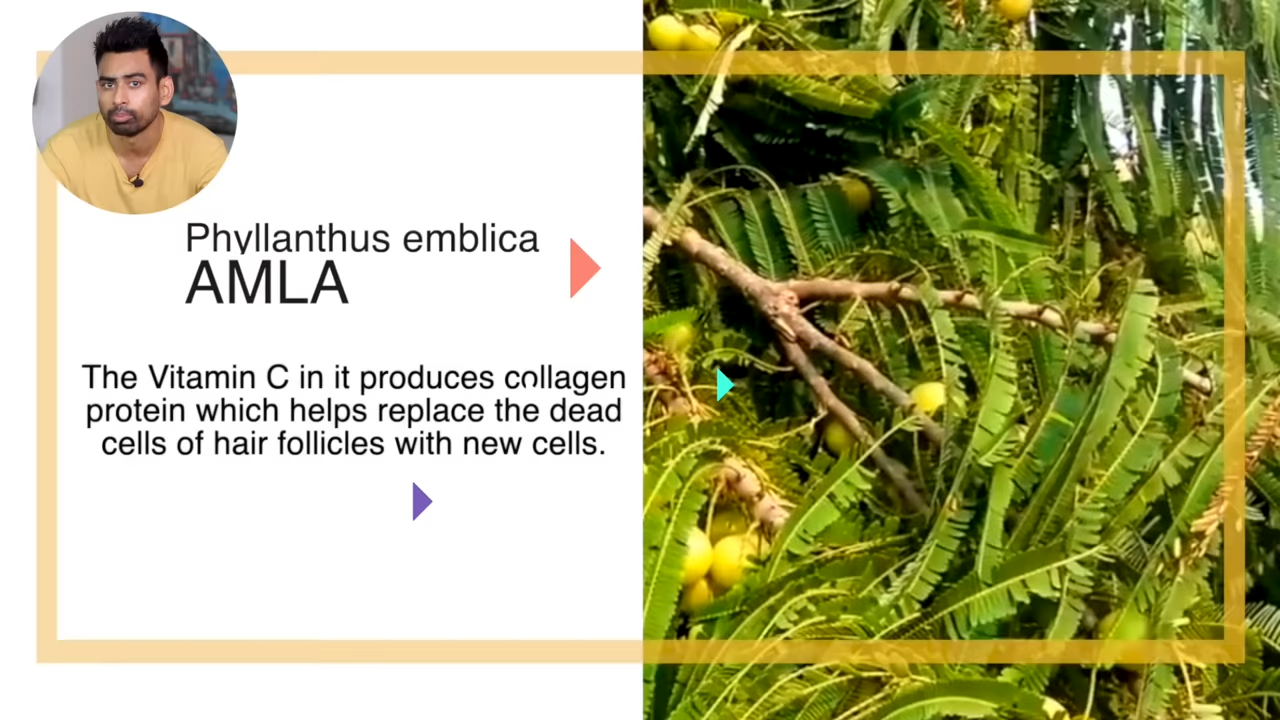 Phyllanthus emblica
AMLA
The Vitamin C in it produces collagen
protein which helps replace the dead
cells of hair follicles with new cells.